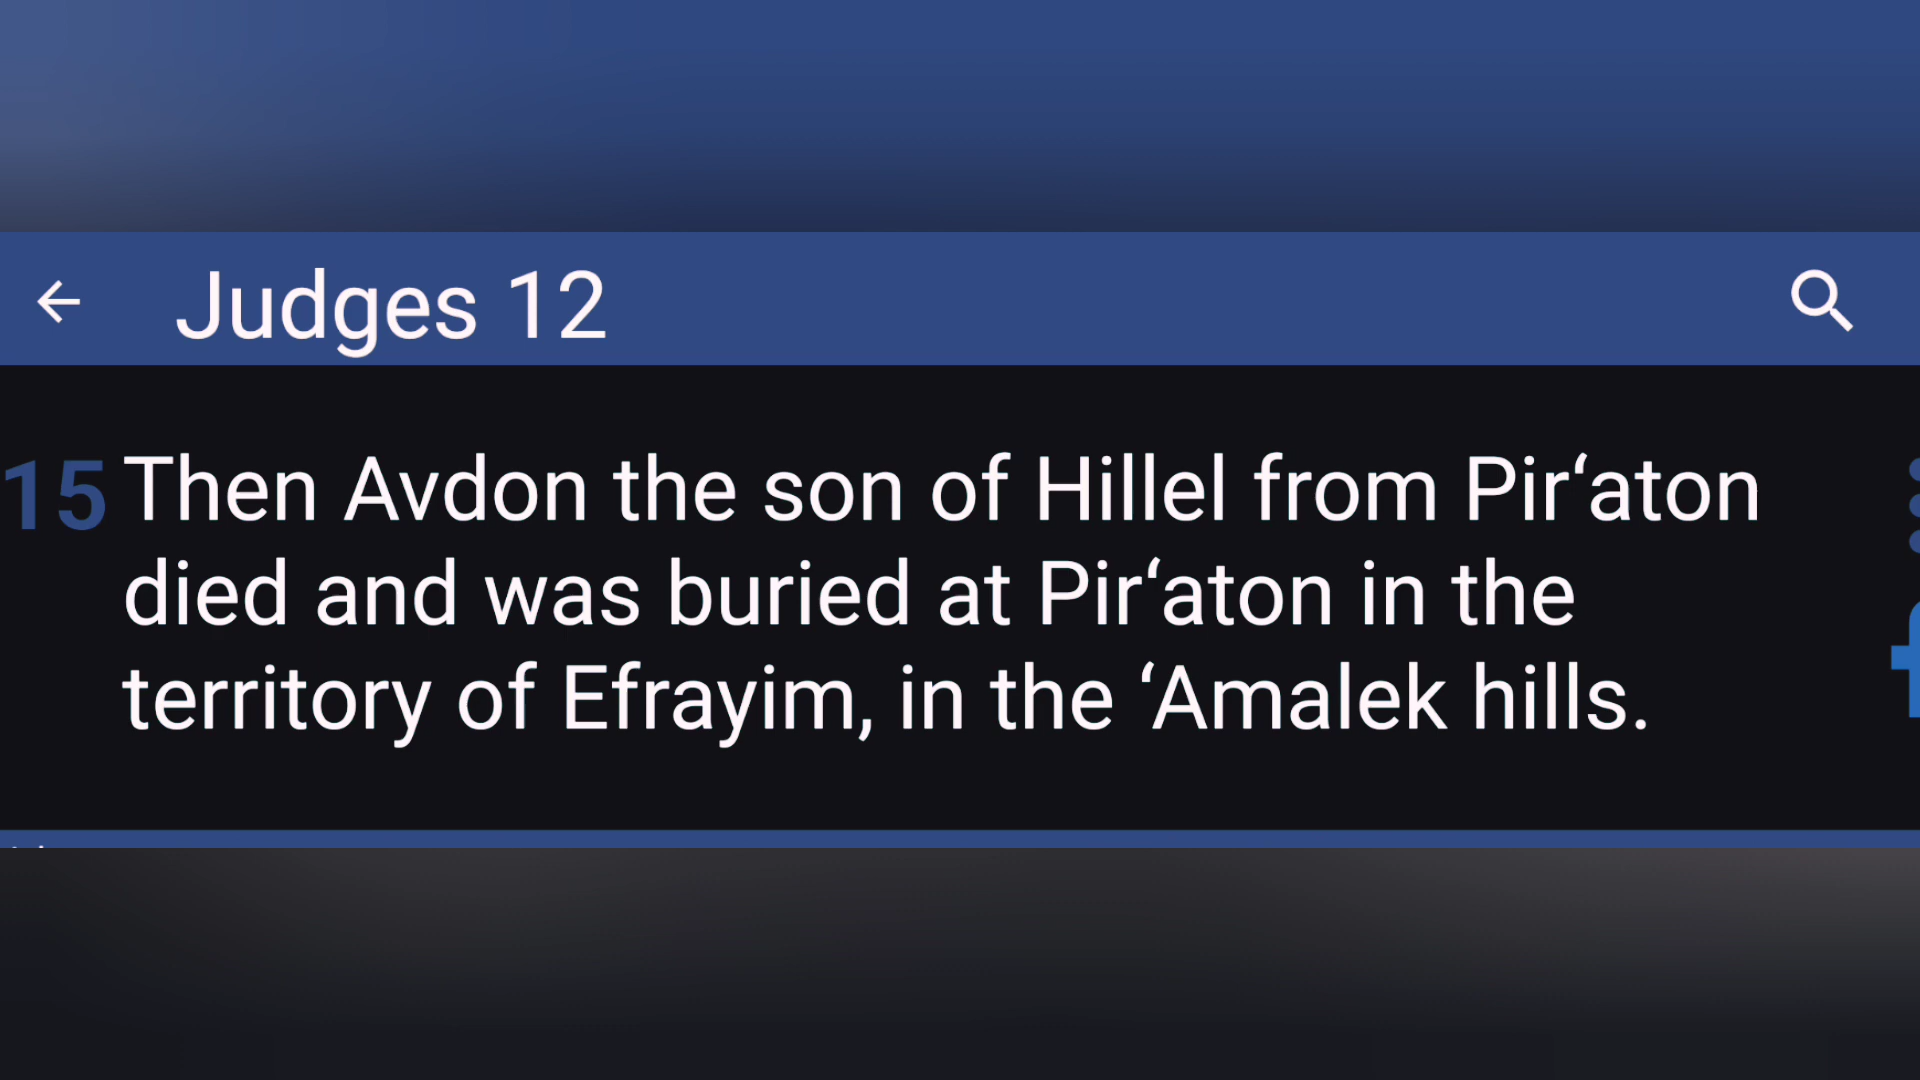 Judges 12
15 Then Avdon the son of Hillel from Pir‘aton
died and was buried at Pir‘aton in the
territory of Efrayim, in the ‘Amalek hills.